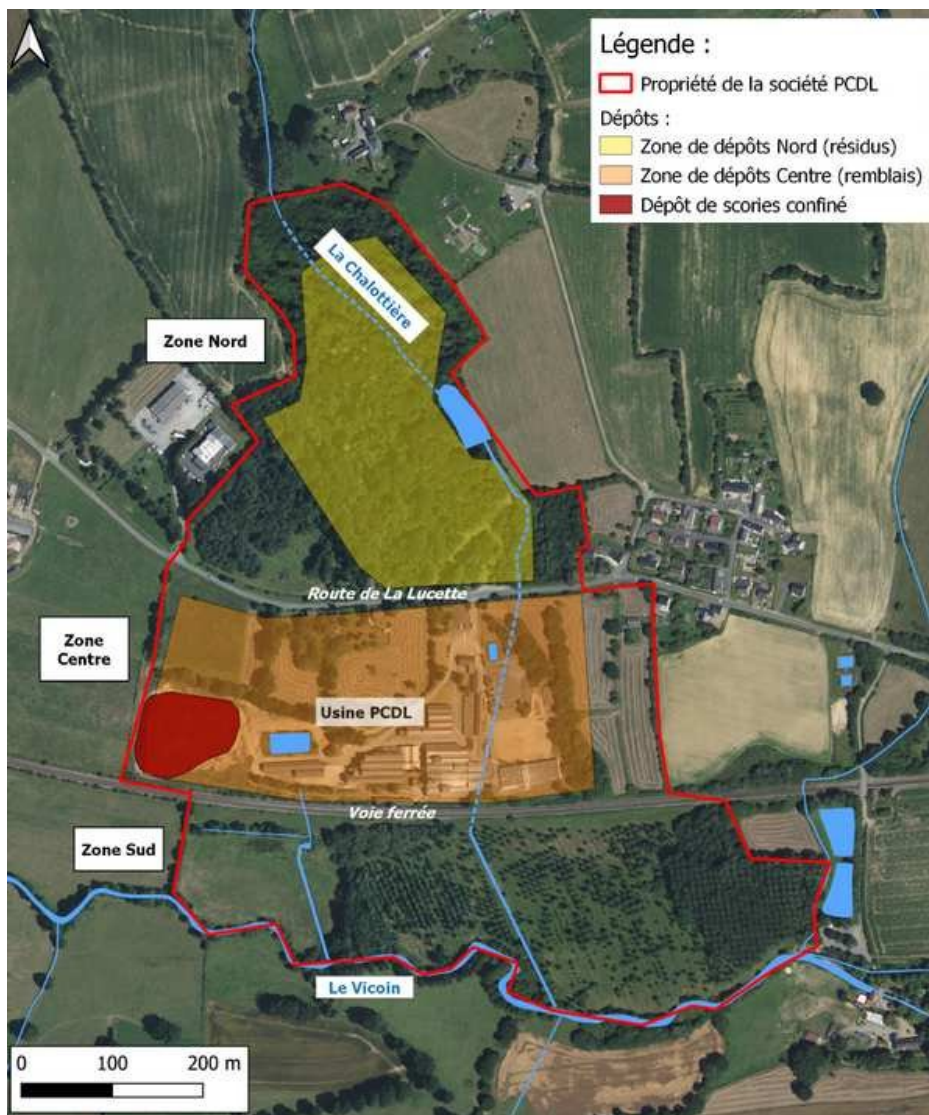 Légende :
Propriété de la société PCDL
Dépôts :
Zone de dépôts Nord (résidus)
Zone de dépôts Centre (remblais)
Dépôt de scories confiné
La Chalottière
Zone Nord
Route de La Lucette
Zone
Centre
Usine PCDL
Voie ferrée
Zone Sud
Le Vicoin
0 100 200 m